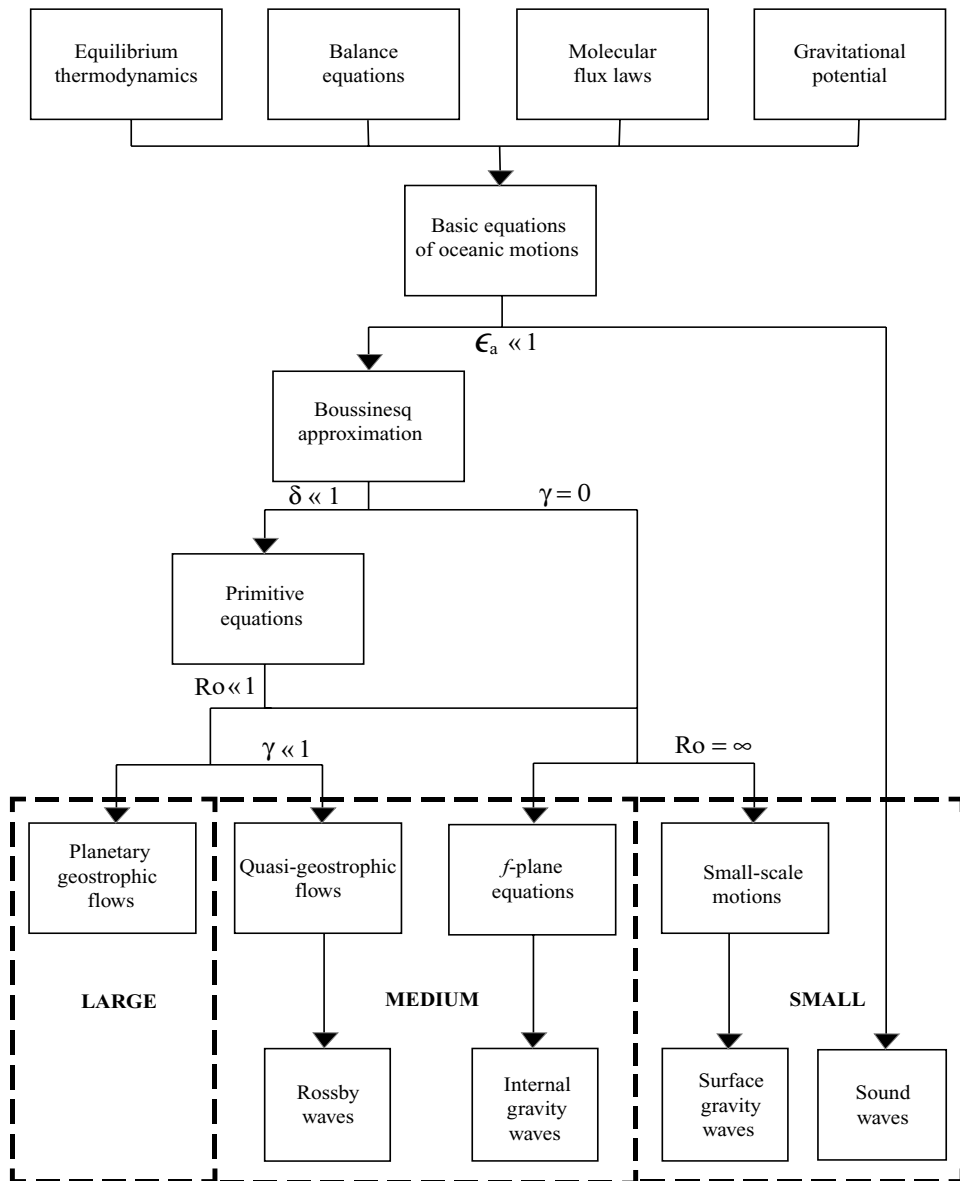 Equilibrium
thermodynamics
Balance
equations
Molecular
flux laws
Gravitational
potential
Basic equations
of oceanic motions
ϵa « 1
Boussinesq
approximation
δ « 1
γ = 0
Primitive
equations
Ro « 1
γ « 1
Ro = ∞
Planetary
geostrophic
flows
Quasi-geostrophic
flows
f-plane
equations
Small-scale
motions
LARGE
MEDIUM
SMALL
Rossby
waves
Internal
gravity
waves
Surface
gravity
waves
Sound
waves